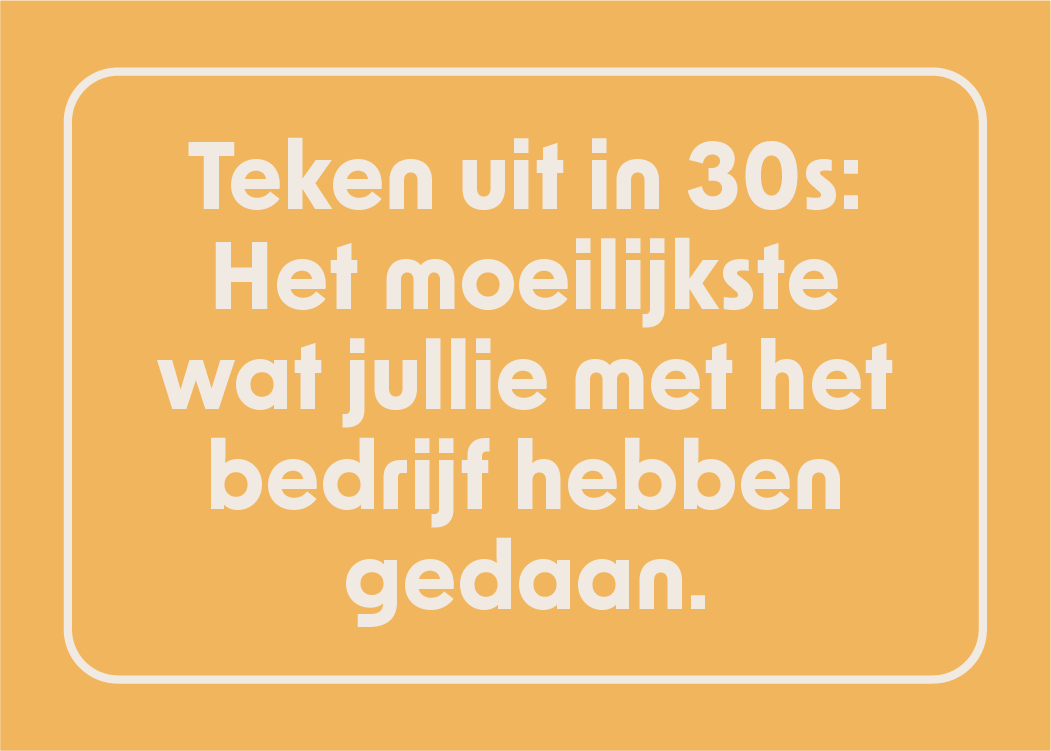 Teken uit in 30s:
Het moeilijkste
wat jullie met het
bedrijf hebben
gedaan.